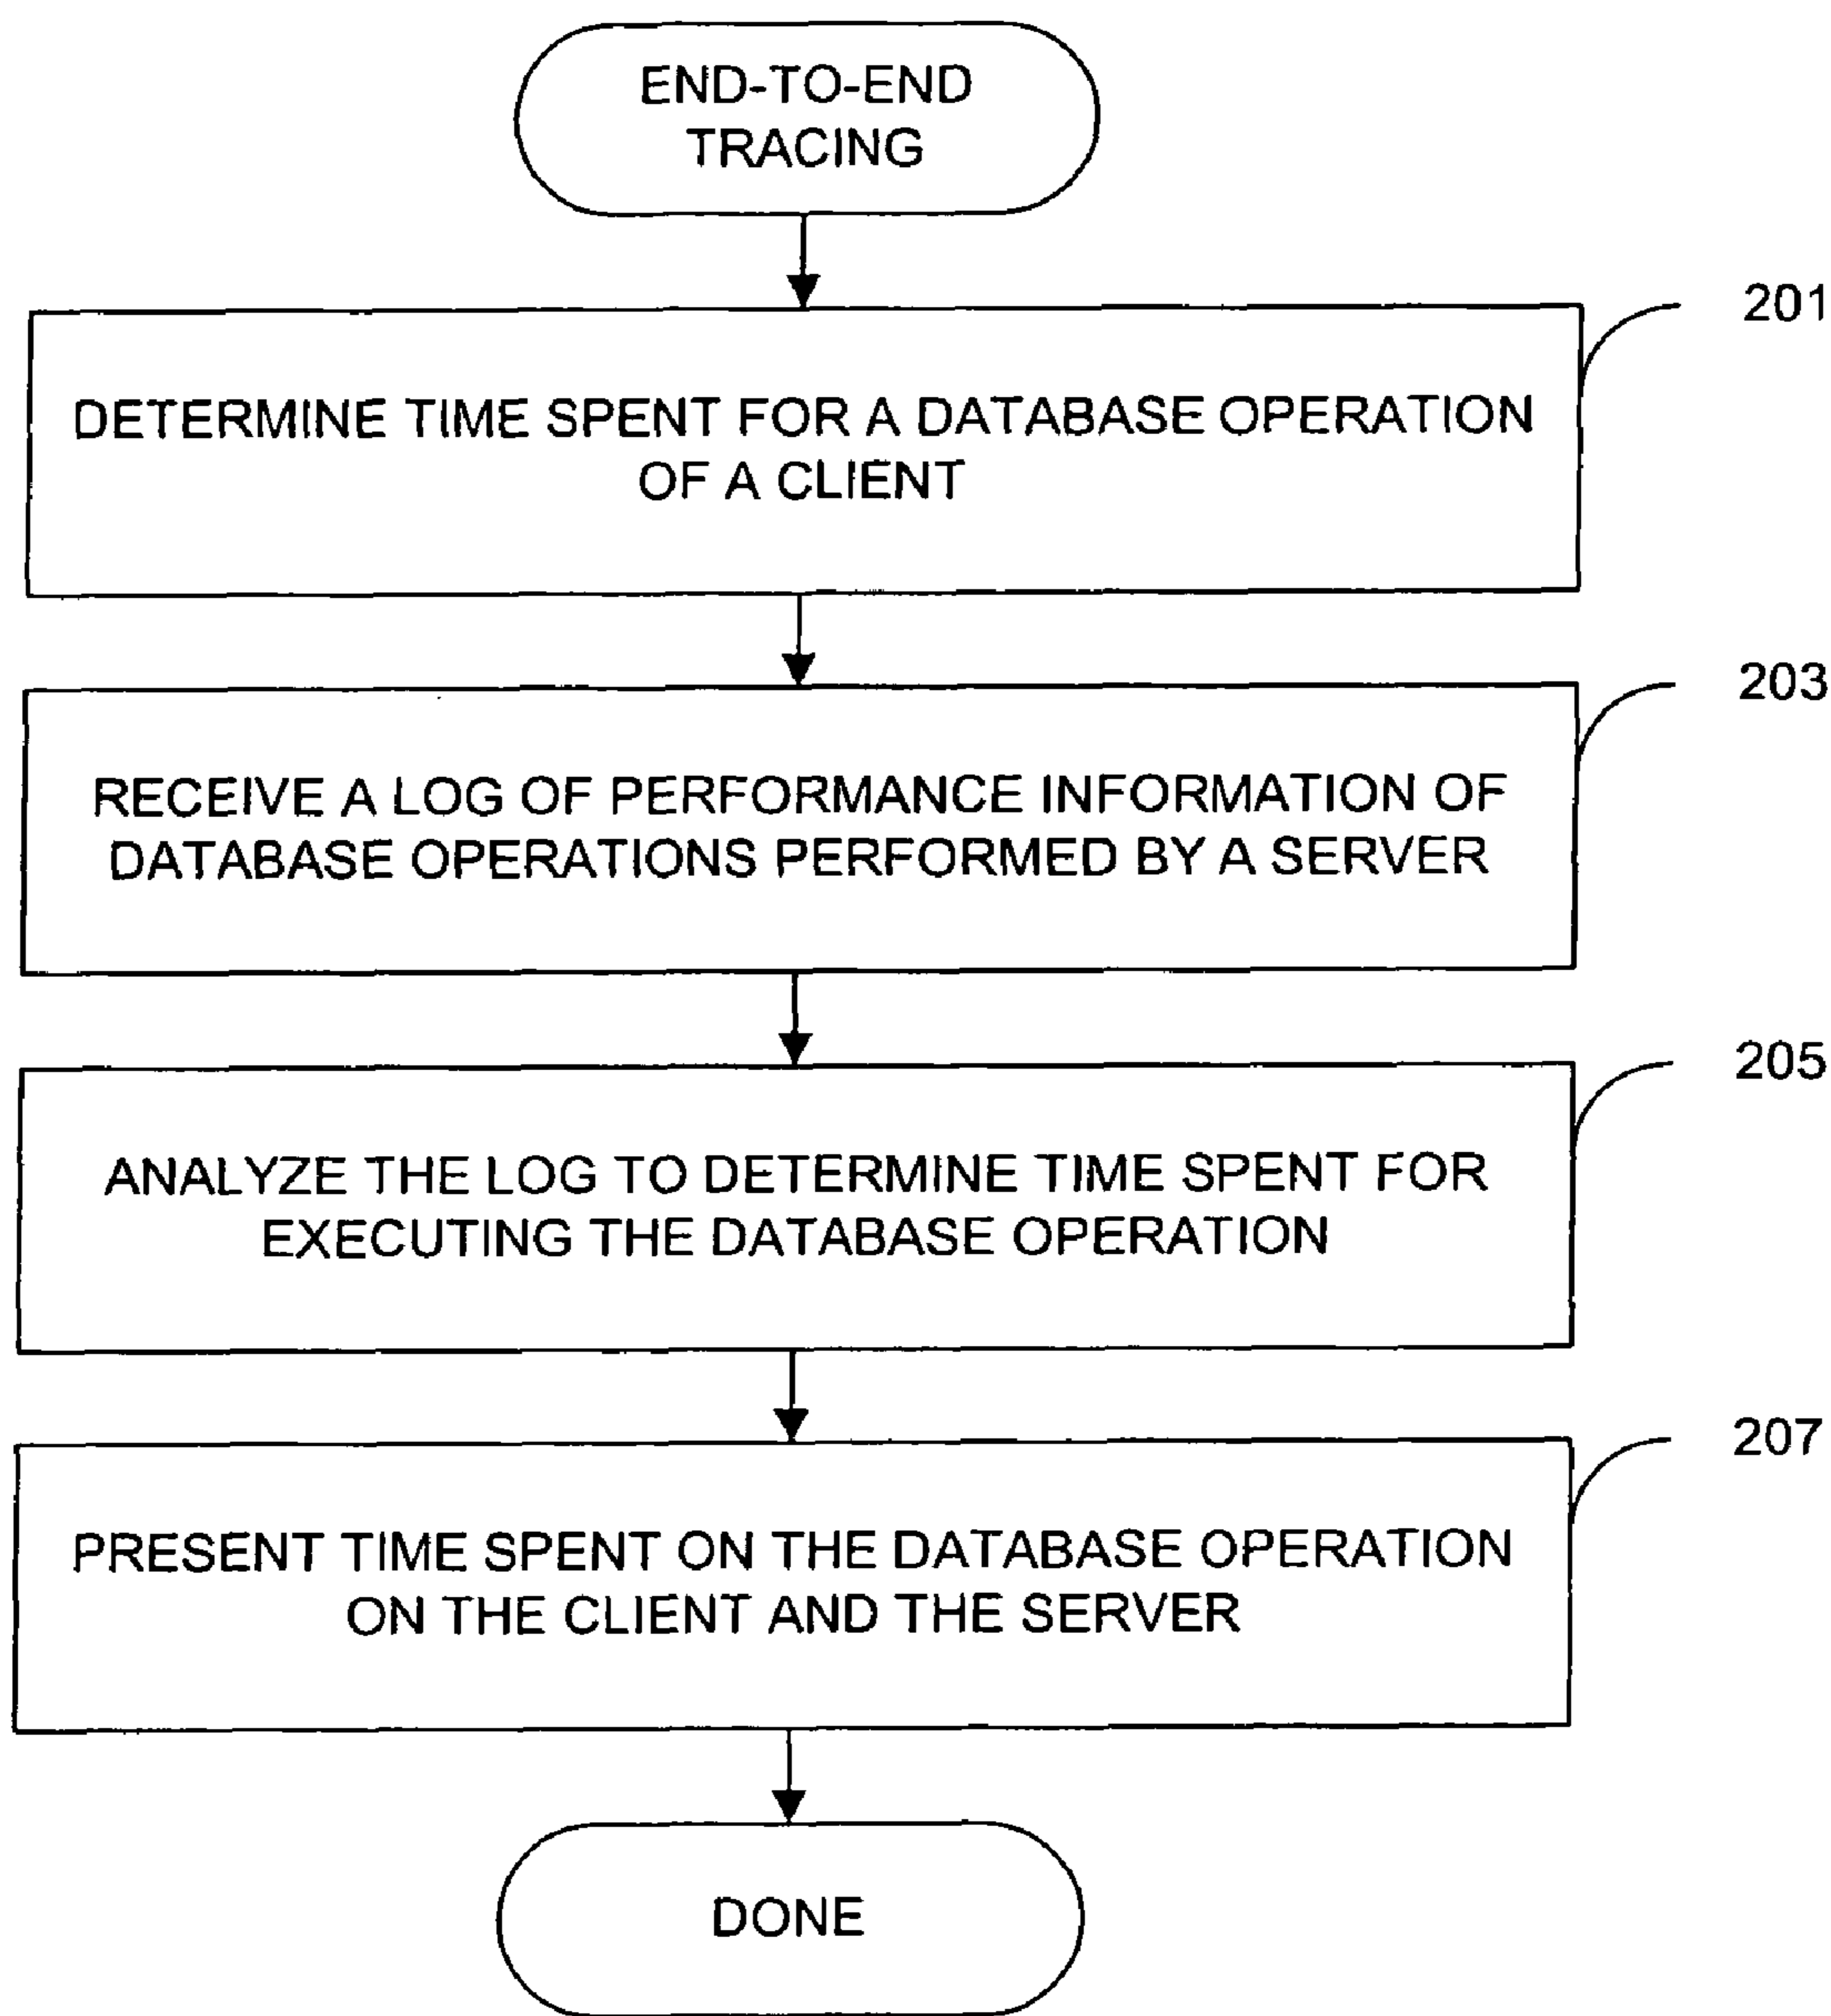 END-TO-END
TRACING
201
DETERMINE TIME SPENT FOR A DATABASE OPERATION
OF A CLIENT
203
RECEIVE A LOG OF PERFORMANCE INFORMATION OF
DATABASE OPERATIONS PERFORMED BY A SERVER
205
ANALYZE THE LOG TO DETERMINE TIME SPENT FOR
EXECUTING THE DATABASE OPERATION
207
PRESENT TIME SPENT ON THE DATABASE OPERATION
ON THE CLIENT AND THE SERVER
DONE